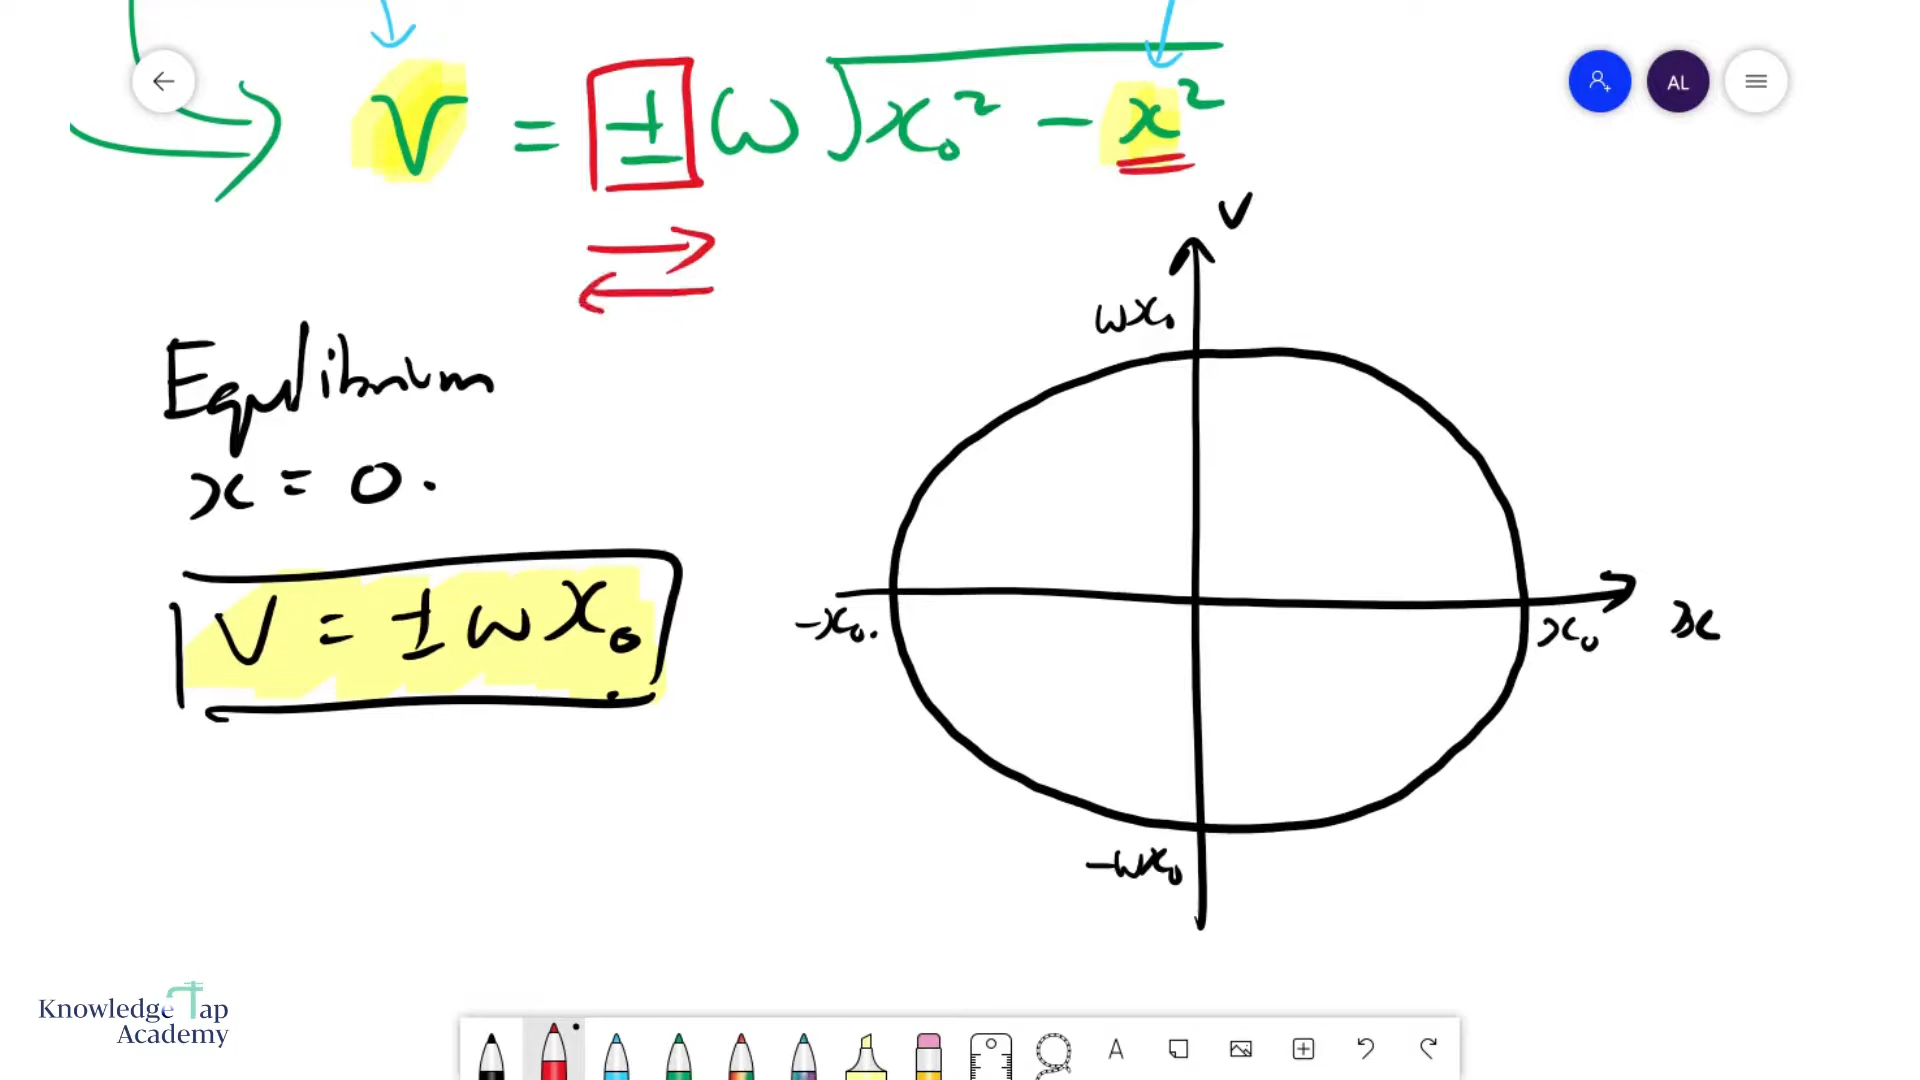 V = ± ω √x₀² − x²
V
ωx₀
Equilibrium
x = 0.
V = ± ωx₀
-x₀.
x₀
x
-ωx₀
AL
Knowledge Tap
Academy
A